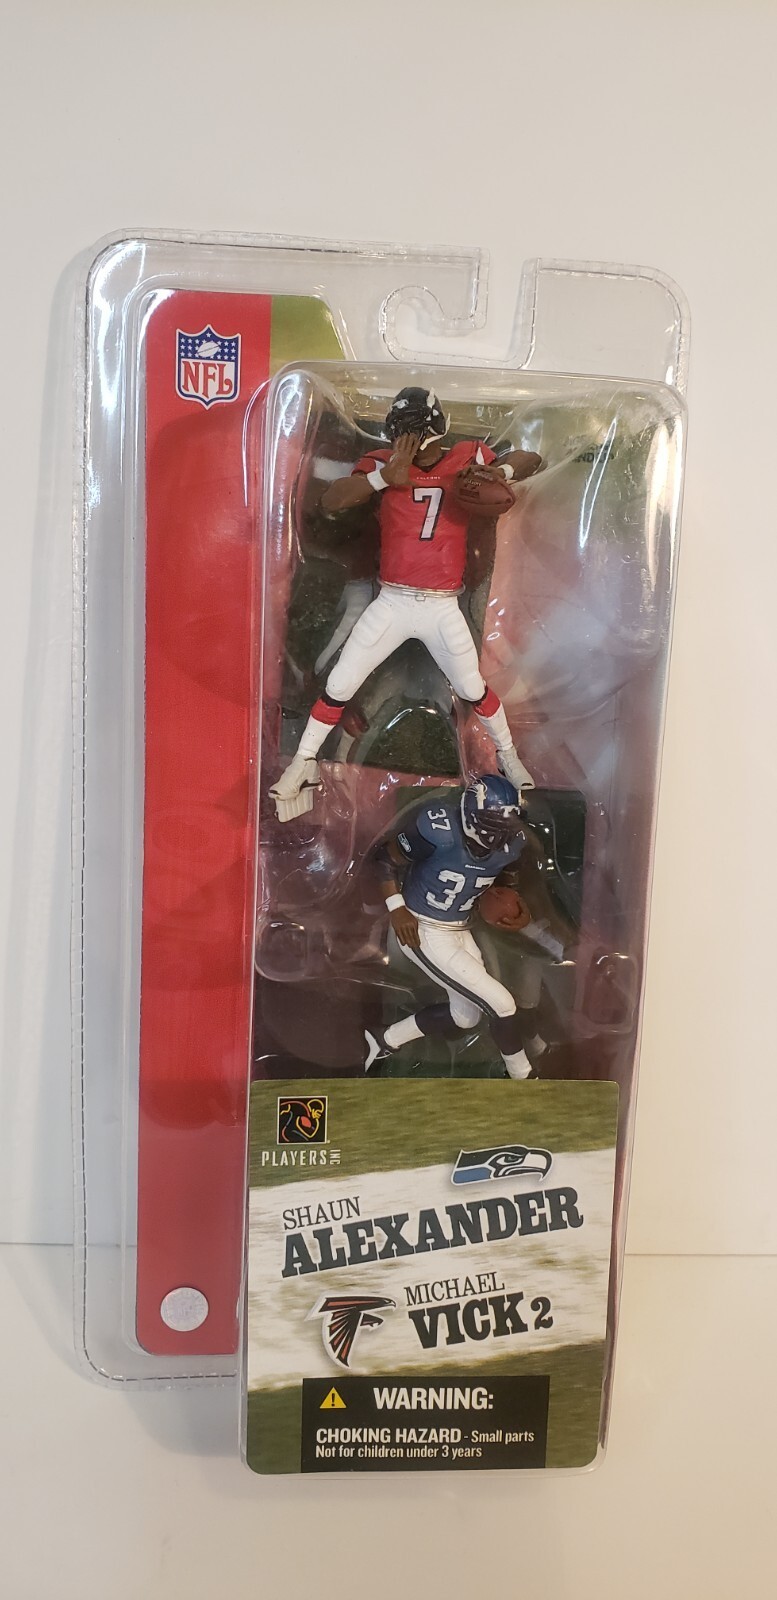 NFL
7
37
37
PLAYERS INC
SHAUN
ALEXANDER
MICHAEL
VICK 2
WARNING:
CHOKING HAZARD - Small parts
Not for children under 3 years